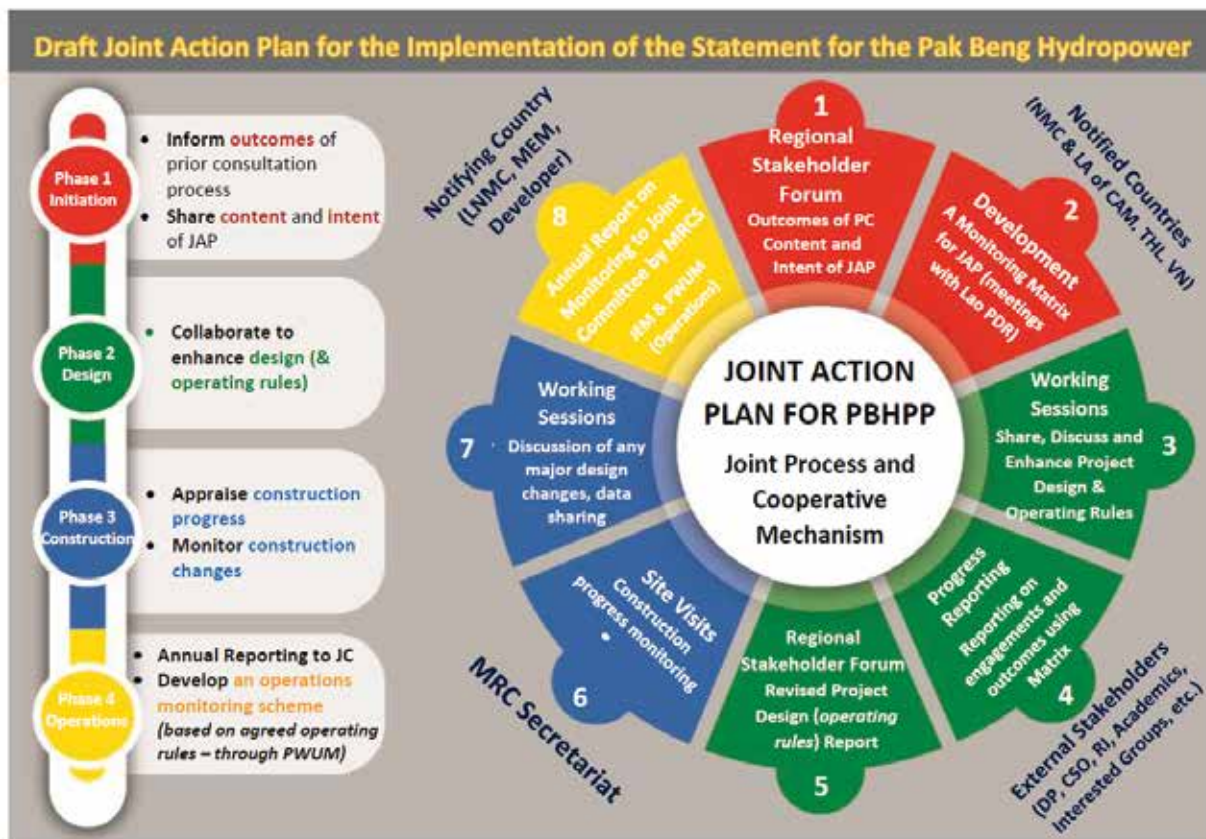 Draft Joint Action Plan for the Implementation of the Statement for the Pak Beng Hydropower
Phase 1
Initiation
• Inform outcomes of
prior consultation
process
• Share content and intent
of JAP
Phase 2
Design
• Collaborate to
enhance design (&
operating rules)
Phase 3
Construction
• Appraise construction
progress
• Monitor construction
changes
Phase 4
Operations
• Annual Reporting to JC
• Develop an operations
monitoring scheme
(based on agreed operating
rules – through PWUM)
Notifying Country
(LNMC, MEM,
Developer)
Notified Countries
(NMC & LA of CAM, THL, VN)
MRC Secretariat
External Stakeholders
(DP, CSO, RI, Academics,
Interested Groups, etc.)
JOINT ACTION
PLAN FOR PBHPP
Joint Process and
Cooperative
Mechanism
1
Regional
Stakeholder
Forum
Outcomes of PC
Content and
Intent of JAP
2
Development
A Monitoring Matrix
for JAP (meetings
with Lao PDR)
3
Working
Sessions
Share, Discuss and
Enhance Project
Design &
Operating Rules
4
Progress
Reporting
Reporting on
engagements and
outcomes using
Matrix
5
Regional
Stakeholder Forum
Revised Project
Design (operating
rules) Report
6
Site Visits
Construction
progress monitoring
•
7
Working
Sessions
· Discussion of any
major design
changes, data
sharing
8
Annual Report on
Monitoring to Joint
Committee by MRCS
JEM & PWUM
(Operations)